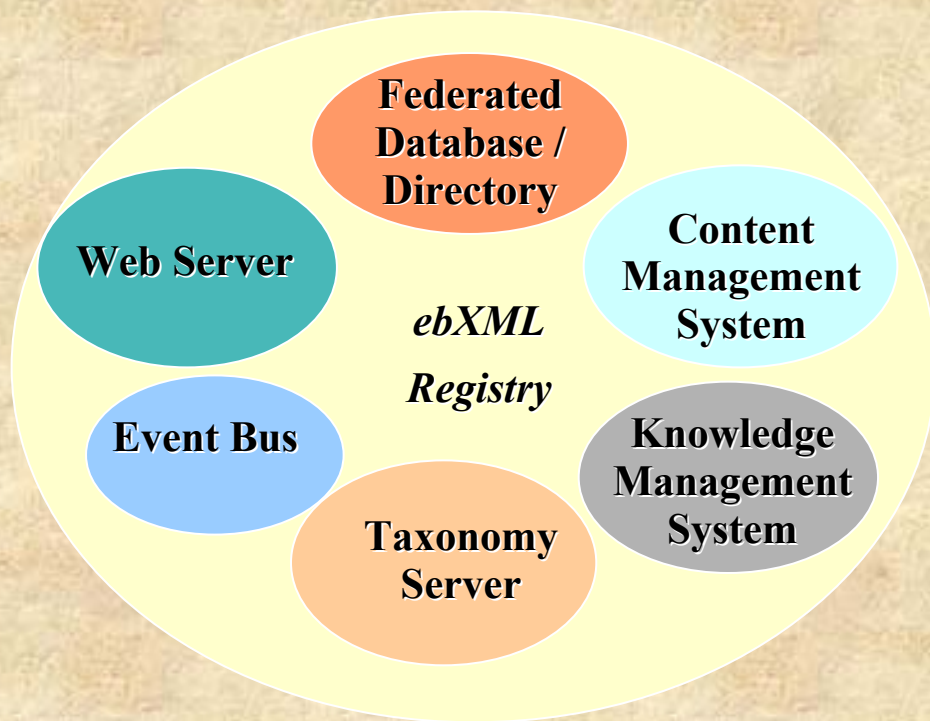 Federated
Database /
Directory
Web Server
Content
Management
System
ebXML
Registry
Event Bus
Knowledge
Management
System
Taxonomy
Server